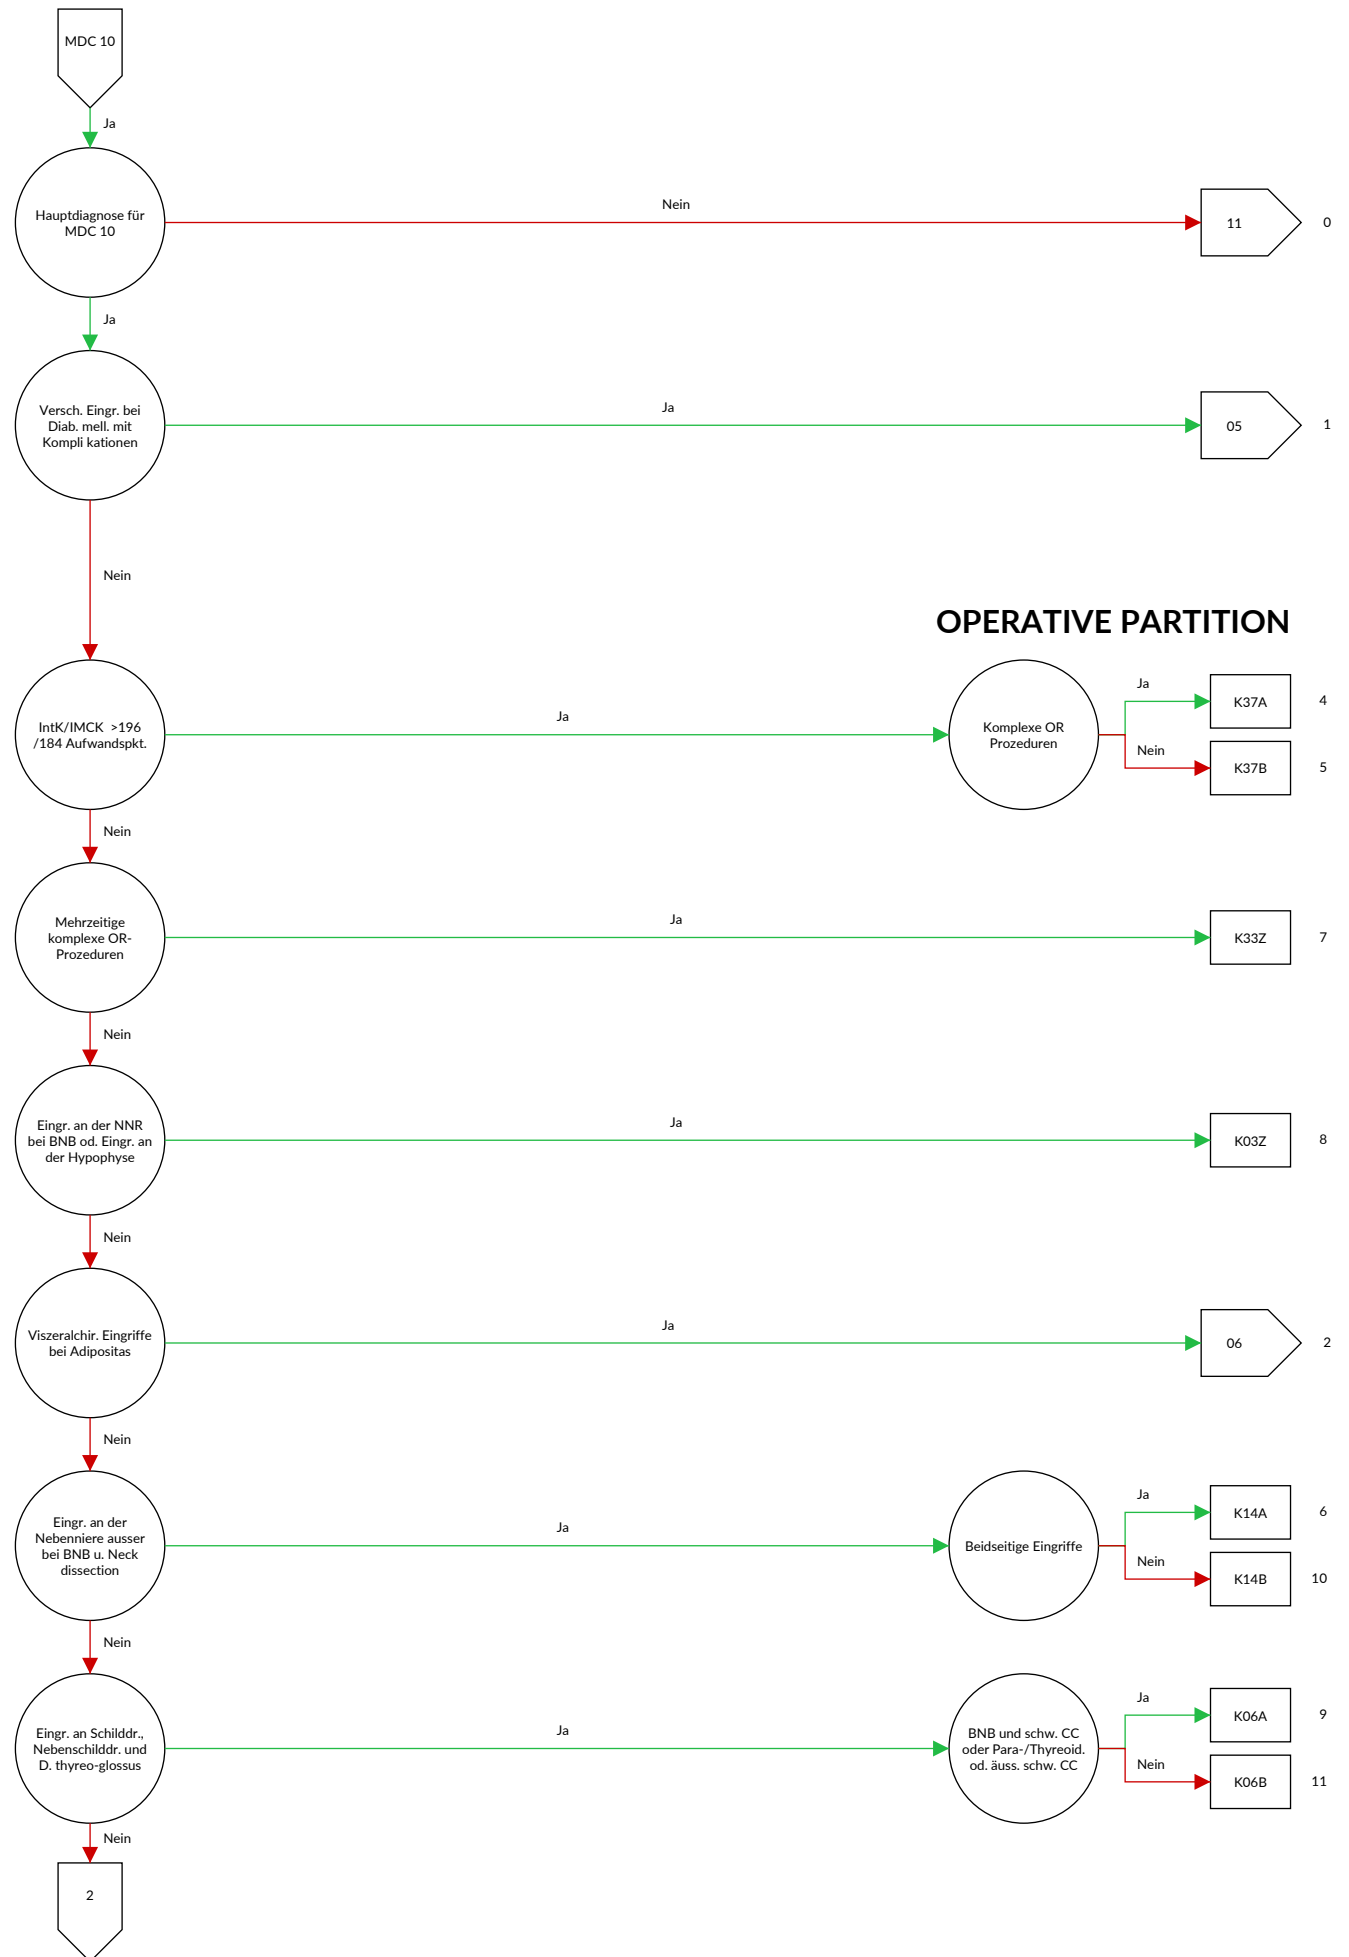 MDC 10
Ja
Hauptdiagnose für
MDC 10
Nein
11
0
Ja
Versch. Eingr. bei
Diab. mell. mit
Kompli kationen
Ja
05
1
Nein
OPERATIVE PARTITION
IntK/IMCK >196
/184 Aufwandspkt.
Ja
Komplexe OR
Prozeduren
Ja
K37A
4
Nein
K37B
5
Nein
Mehrzeitige
komplexe OR-
Prozeduren
Ja
K33Z
7
Nein
Eingr. an der NNR
bei BNB od. Eingr. an
der Hypophyse
Ja
K03Z
8
Nein
Viszeralchir. Eingriffe
bei Adipositas
Ja
06
2
Nein
Eingr. an der
Nebenniere ausser
bei BNB u. Neck
dissection
Ja
Beidseitige Eingriffe
Ja
K14A
6
Nein
K14B
10
Nein
Eingr. an Schilddr.,
Nebenschilddr. und
D. thyreo-glossus
Ja
BNB und schw. CC
oder Para-/Thyreoid.
od. äuss. schw. CC
Ja
K06A
9
Nein
K06B
11
Nein
2